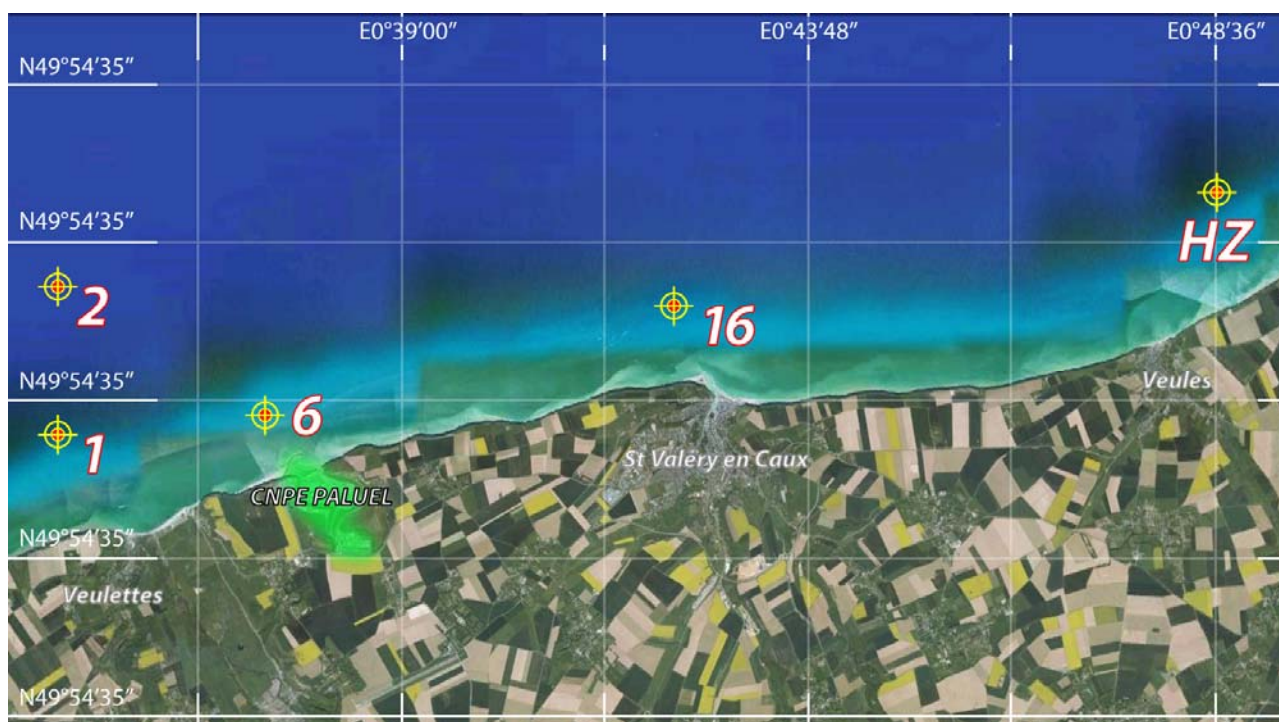 E0°39’00” E0°43’48” E0°48’36”
N49°54’35”
N49°54’35”
HZ
2
16
N49°54’35”
Veules
6
1
St Valéry en Caux
CNPE PALUEL
N49°54’35”
Veulettes
N49°54’35”